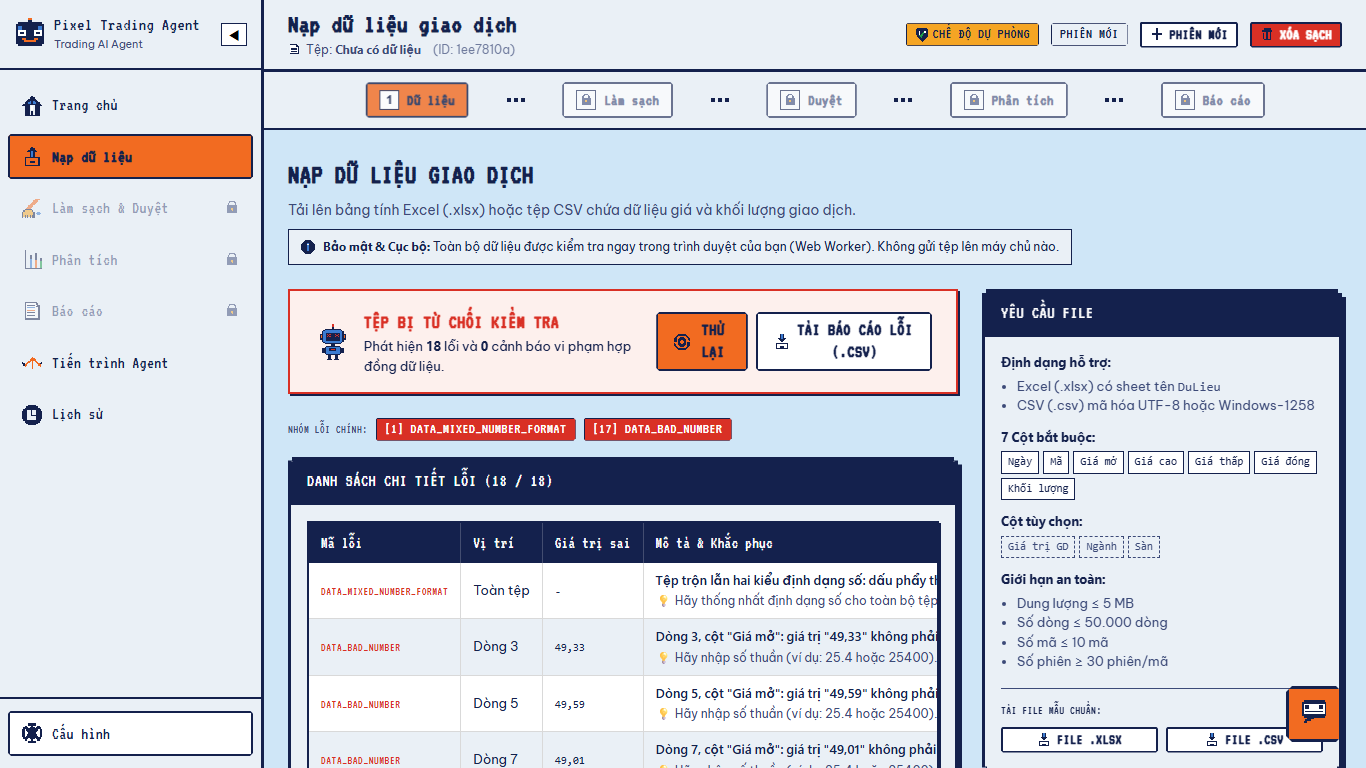 Pixel Trading Agent
Trading AI Agent
Trang chủ
Nạp dữ liệu
Làm sạch & Duyệt
Phân tích
Báo cáo
Tiến trình Agent
Lịch sử
Cấu hình
Nạp dữ liệu giao dịch
Tệp: Chưa có dữ liệu (ID: 1ee7810a)
CHẾ ĐỘ DỰ PHÒNG
PHIÊN MỚI
PHIÊN MỚI
XÓA SẠCH
1 Dữ liệu
Làm sạch
Duyệt
Phân tích
Báo cáo
NẠP DỮ LIỆU GIAO DỊCH
Tải lên bảng tính Excel (.xlsx) hoặc tệp CSV chứa dữ liệu giá và khối lượng giao dịch.
Bảo mật & Cục bộ: Toàn bộ dữ liệu được kiểm tra ngay trong trình duyệt của bạn (Web Worker). Không gửi tệp lên máy chủ nào.
TỆP BỊ TỪ CHỐI KIỂM TRA
Phát hiện 18 lỗi và 0 cảnh báo vi phạm hợp
đồng dữ liệu.
THỬ
LẠI
TẢI BÁO CÁO LỖI
(.CSV)
NHÓM LỖI CHÍNH:
[1] DATA_MIXED_NUMBER_FORMAT
[17] DATA_BAD_NUMBER
DANH SÁCH CHI TIẾT LỖI (18 / 18)
Mã lỗi Vị trí Giá trị sai Mô tả & Khắc phục
DATA_MIXED_NUMBER_FORMAT Toàn tệp - Tệp trộn lẫn hai kiểu định dạng số: dấu phẩy
Hãy thống nhất định dạng số cho toàn bộ tệp
DATA_BAD_NUMBER Dòng 3 49,33 Dòng 3, cột "Giá mở": giá trị "49,33" không phải
Hãy nhập số thuần (ví dụ: 25.4 hoặc 25400).
DATA_BAD_NUMBER Dòng 5 49,59 Dòng 5, cột "Giá mở": giá trị "49,59" không phải
Hãy nhập số thuần (ví dụ: 25.4 hoặc 25400).
DATA_BAD_NUMBER Dòng 7 49,01 Dòng 7, cột "Giá mở": giá trị "49,01" không phải
YÊU CẦU FILE
Định dạng hỗ trợ:
• Excel (.xlsx) có sheet tên DuLieu
• CSV (.csv) mã hóa UTF-8 hoặc Windows-1258
7 Cột bắt buộc:
Ngày Mã Giá mở Giá cao Giá thấp Giá đóng
Khối lượng
Cột tùy chọn:
Giá trị GD Ngành Sàn
Giới hạn an toàn:
• Dung lượng ≤ 5 MB
• Số dòng ≤ 50.000 dòng
• Số mã ≤ 10 mã
• Số phiên ≥ 30 phiên/mã
TẢI FILE MẪU CHUẨN:
FILE .XLSX
FILE .CSV